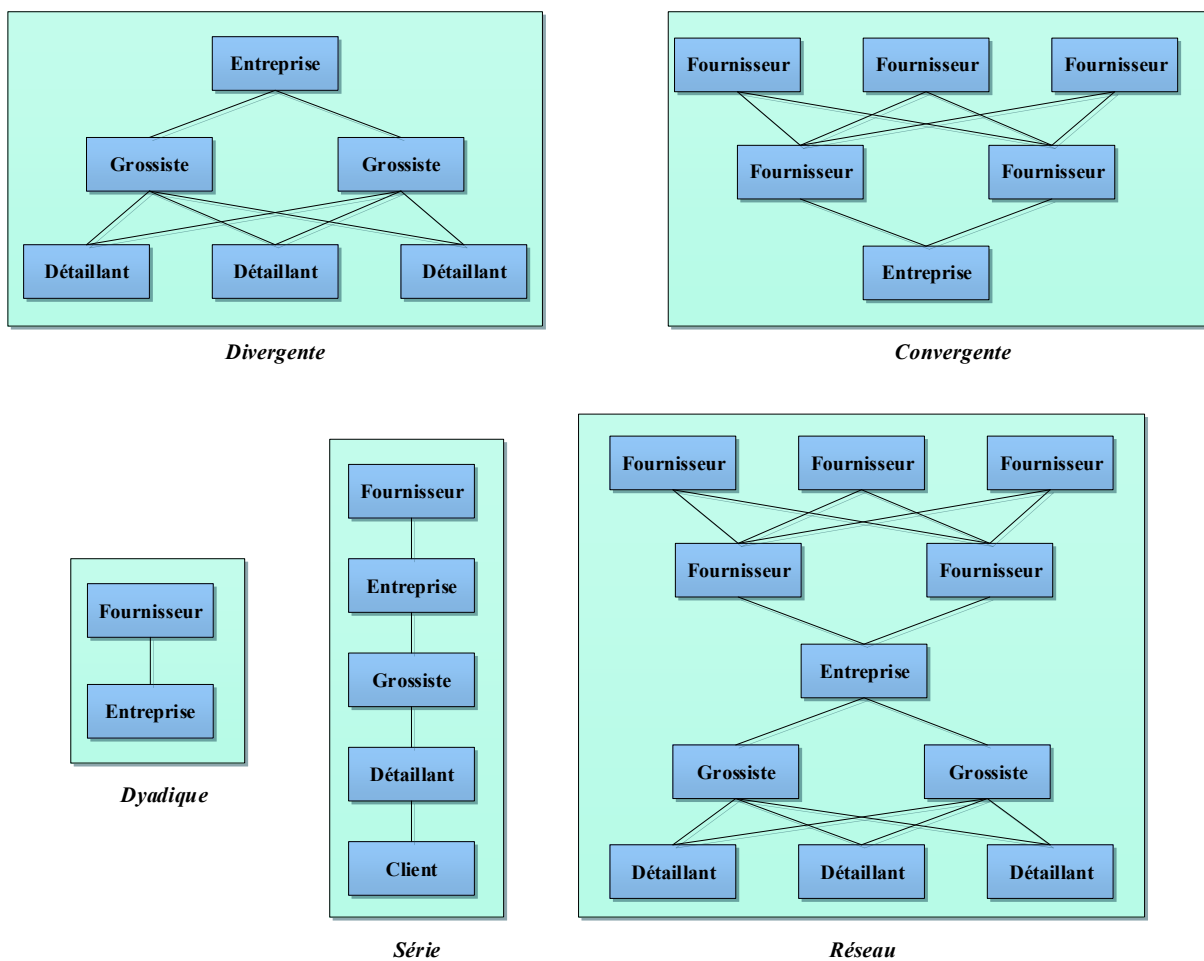 Entreprise
Grossiste Grossiste
Détaillant Détaillant Détaillant
Divergente
Fournisseur Fournisseur Fournisseur
Fournisseur Fournisseur
Entreprise
Convergente
Fournisseur
Entreprise
Dyadique
Fournisseur
Entreprise
Grossiste
Détaillant
Client
Série
Fournisseur Fournisseur Fournisseur
Fournisseur Fournisseur
Entreprise
Grossiste Grossiste
Détaillant Détaillant Détaillant
Réseau